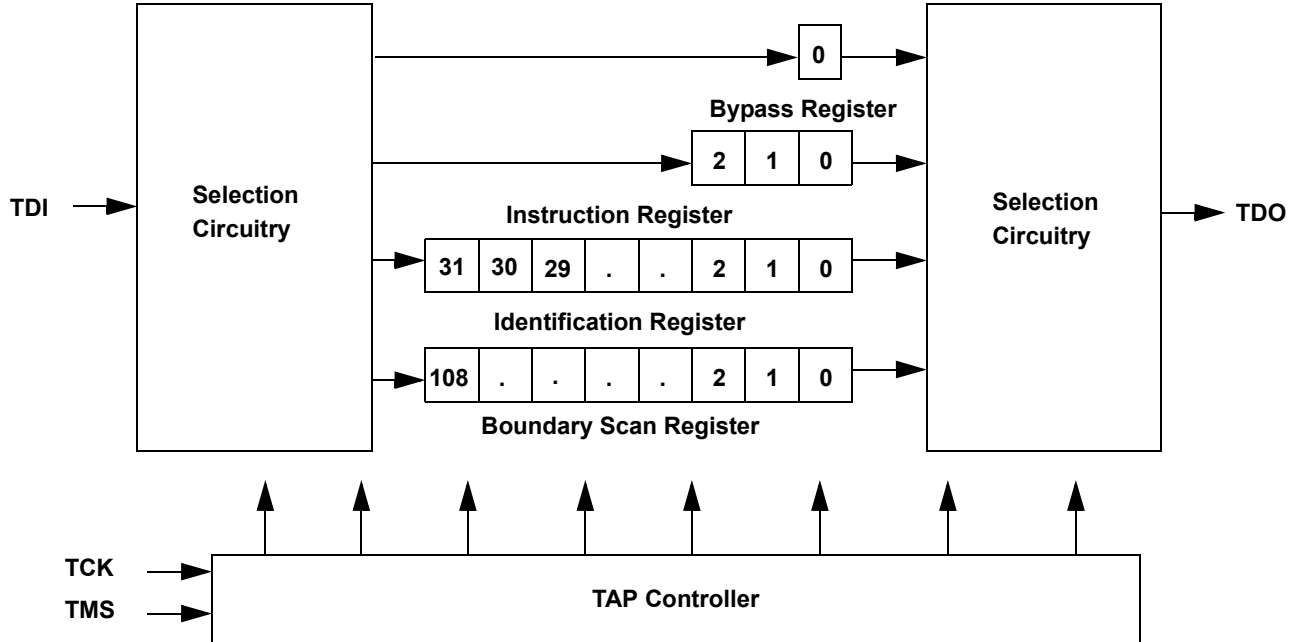 0
Bypass Register
2 1 0
TDI
Selection
Circuitry
Instruction Register
Selection
Circuitry
TDO
31 30 29 . . 2 1 0
Identification Register
108 . . . . 2 1 0
Boundary Scan Register
TCK
TMS
TAP Controller